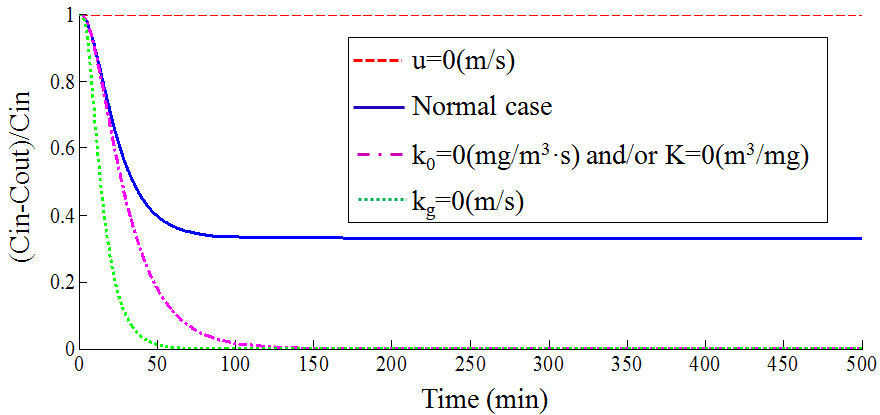 (Cin-Cout)/Cin
1
0.8
0.6
0.4
0.2
0
u=0(m/s)
Normal case
k₀=0(mg/m³·s) and/or K=0(m³/mg)
k_g=0(m/s)
0 50 100 150 200 250 300 350 400 450 500
Time (min)